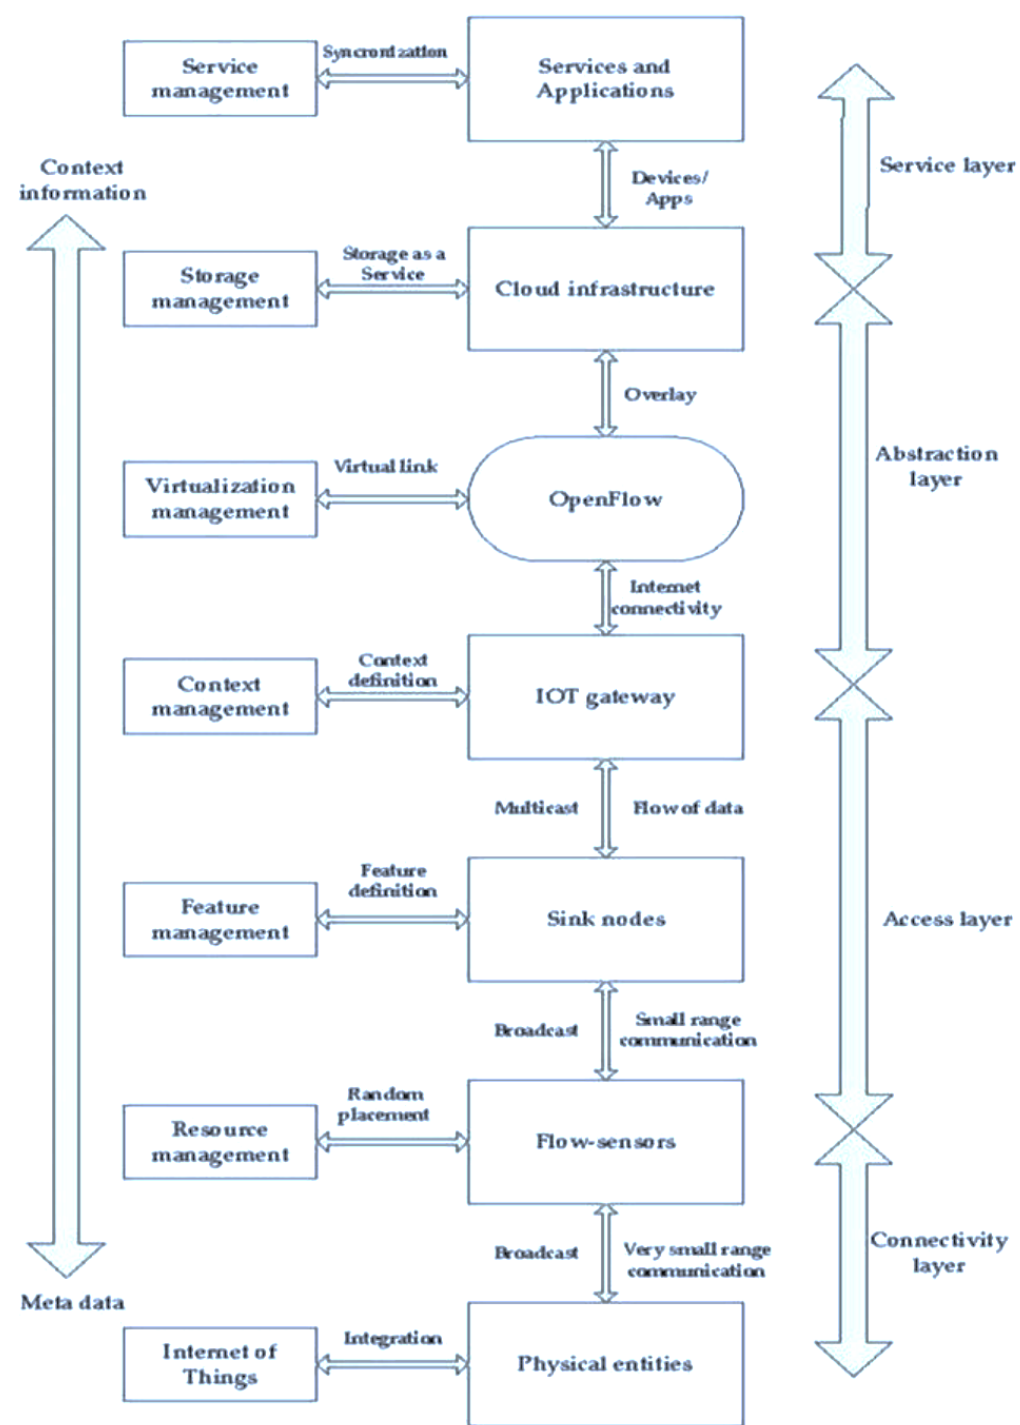 Syncronization
Service
management
Services and
Applications
Service layer
Context
information
Devices/
Apps
Storage as a
Service
Storage
management
Cloud infrastructure
Overlay
Abstraction
layer
Virtual link
Virtualization
management
OpenFlow
Internet
connectivity
Context
definition
Context
management
IOT gateway
Multicast
Flow of data
Feature
definition
Feature
management
Sink nodes
Access layer
Broadcast
Small range
communication
Random
placement
Resource
management
Flow-sensors
Connectivity
layer
Broadcast
Very small range
communication
Meta data
Integration
Internet of
Things
Physical entities